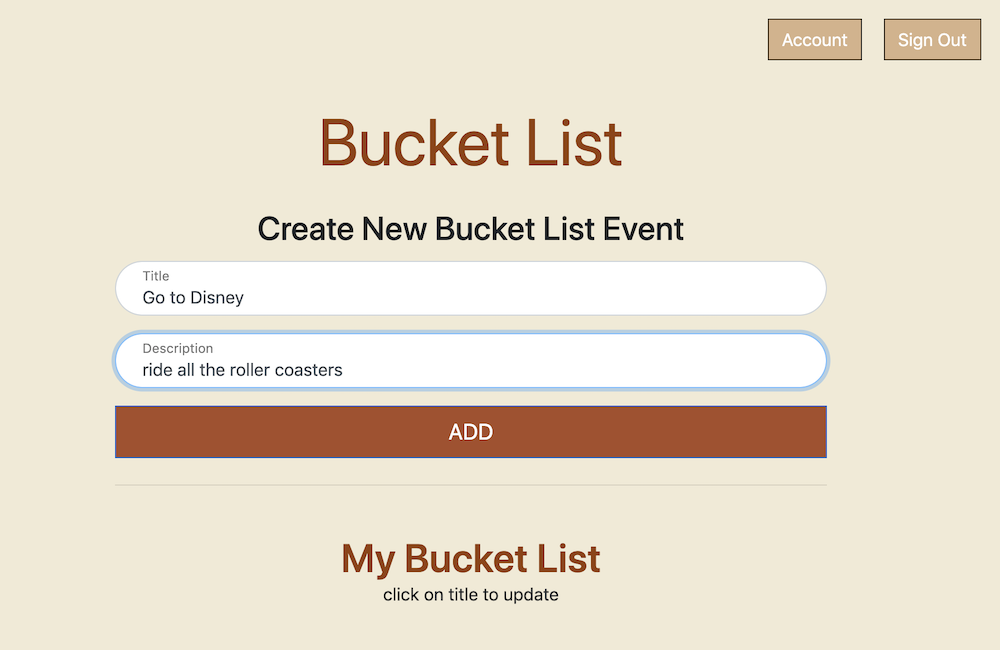 Account
Sign Out
Bucket List
Create New Bucket List Event
Title
Go to Disney
Description
ride all the roller coasters
ADD
My Bucket List
click on title to update